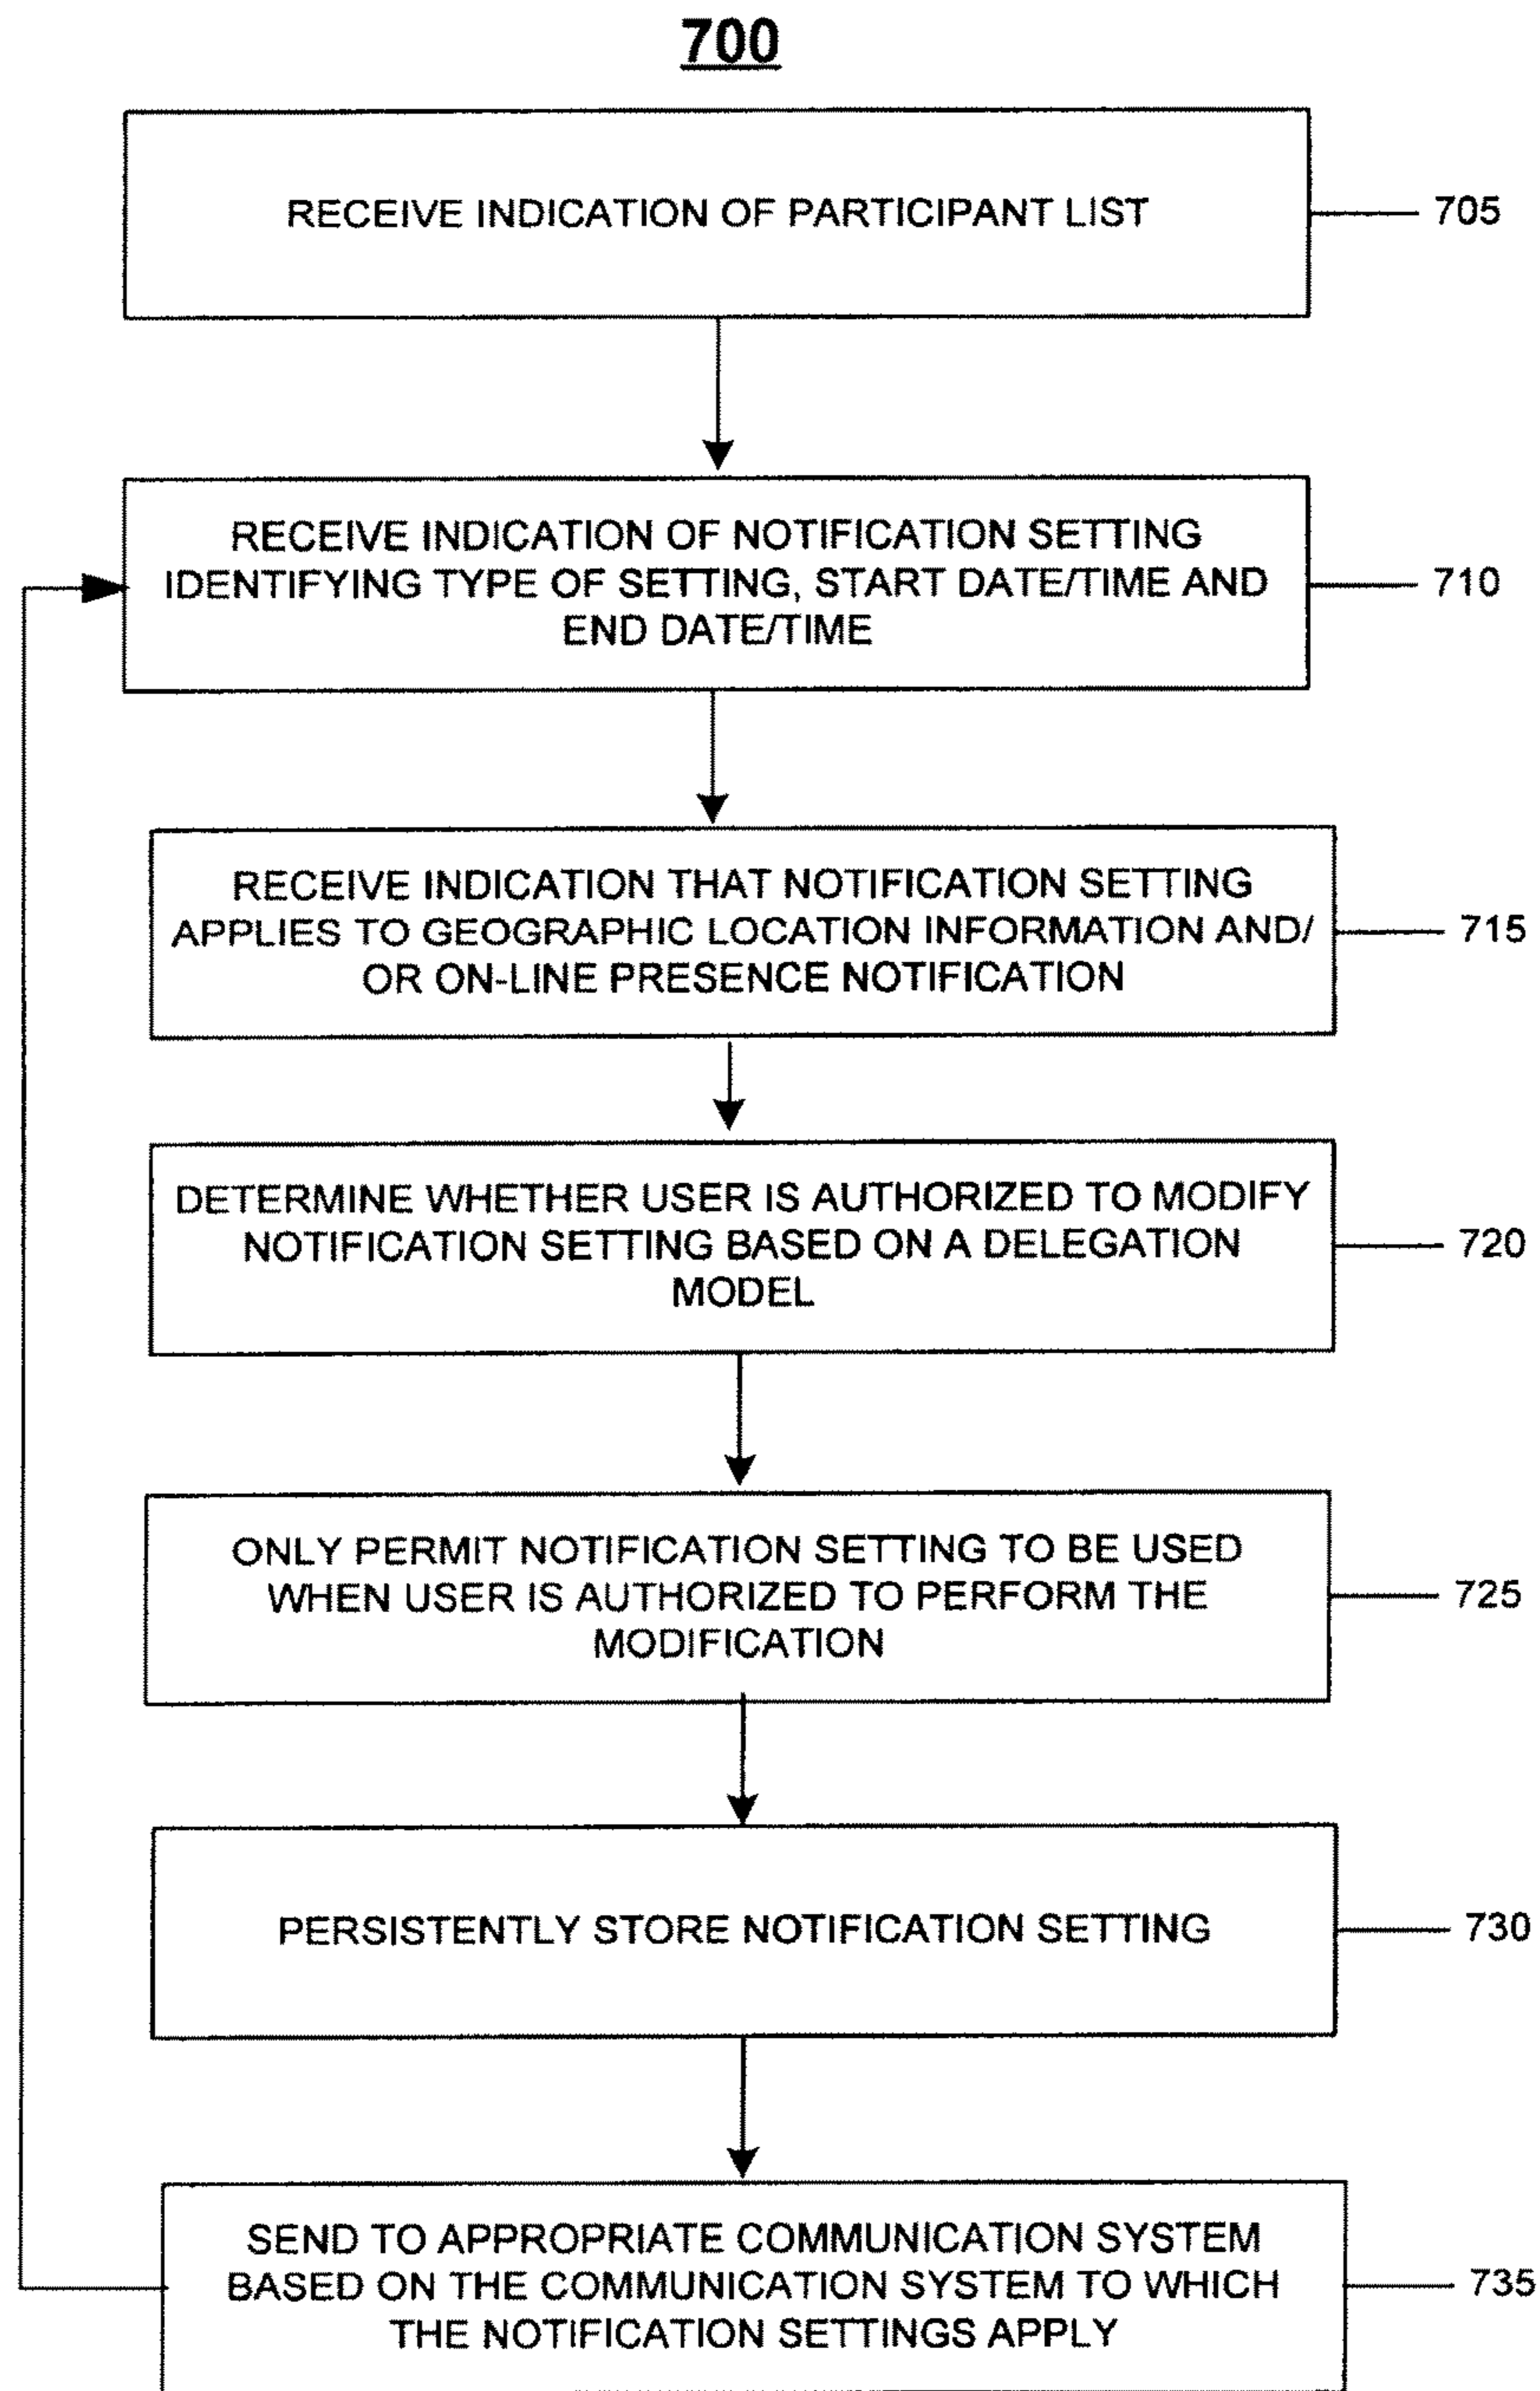 700
RECEIVE INDICATION OF PARTICIPANT LIST
705
RECEIVE INDICATION OF NOTIFICATION SETTING
IDENTIFYING TYPE OF SETTING, START DATE/TIME AND
END DATE/TIME
710
RECEIVE INDICATION THAT NOTIFICATION SETTING
APPLIES TO GEOGRAPHIC LOCATION INFORMATION AND/
OR ON-LINE PRESENCE NOTIFICATION
715
DETERMINE WHETHER USER IS AUTHORIZED TO MODIFY
NOTIFICATION SETTING BASED ON A DELEGATION
MODEL
720
ONLY PERMIT NOTIFICATION SETTING TO BE USED
WHEN USER IS AUTHORIZED TO PERFORM THE
MODIFICATION
725
PERSISTENTLY STORE NOTIFICATION SETTING
730
SEND TO APPROPRIATE COMMUNICATION SYSTEM
BASED ON THE COMMUNICATION SYSTEM TO WHICH
THE NOTIFICATION SETTINGS APPLY
735